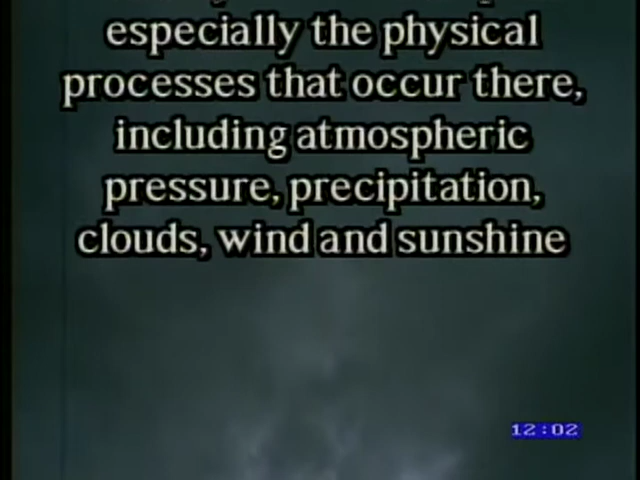 especially the physical
processes that occur there,
including atmospheric
pressure, precipitation,
clouds, wind and sunshine
12:02